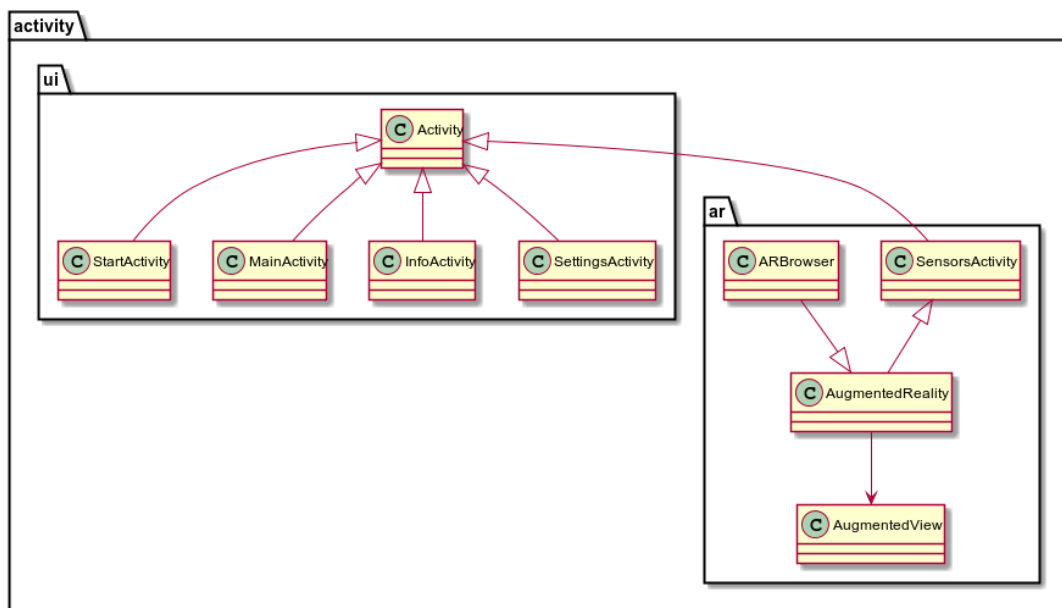 activity
ui
C Activity
C StartActivity
C MainActivity
C InfoActivity
C SettingsActivity
ar
C ARBrowser
C SensorsActivity
C AugmentedReality
C AugmentedView